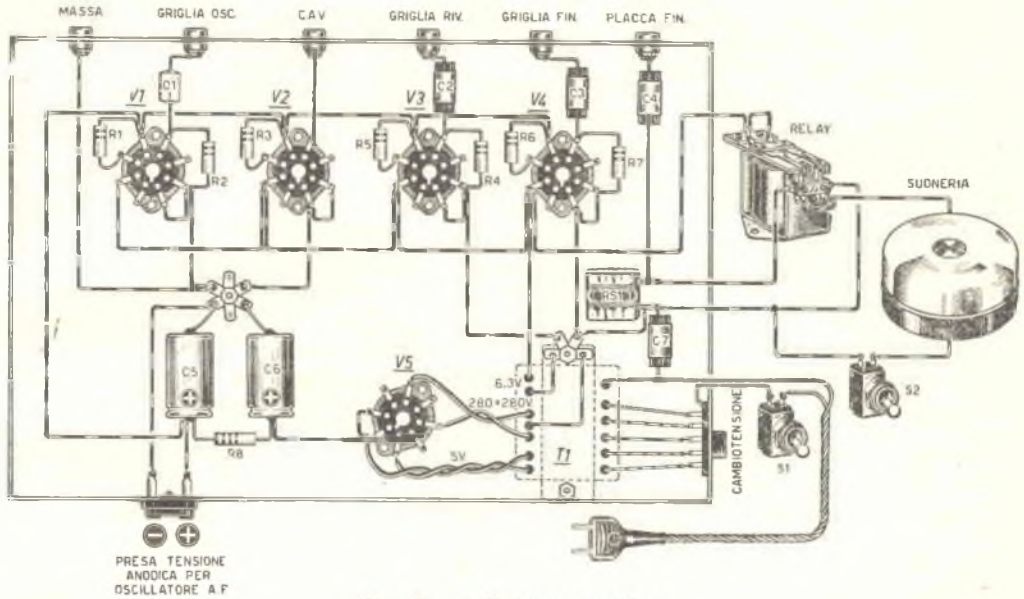 MASSA
GRIGLIA OSC.
CAV
GRIGLIA RIV.
GRIGLIA FIN.
PLACCA FIN.
C1
C2
C3
C4
V1
V2
V3
V4
R1
R2
R3
R5
R4
R6
R7
RELAY
SUONERIA
RS1
C7
C5
C6
V5
6.3V
280+280V
5V
T1
R8
CAMBIOTENSIONE
S1
S2
PRESA TENSIONE
ANODICA PER
OSCILLATORE A.F